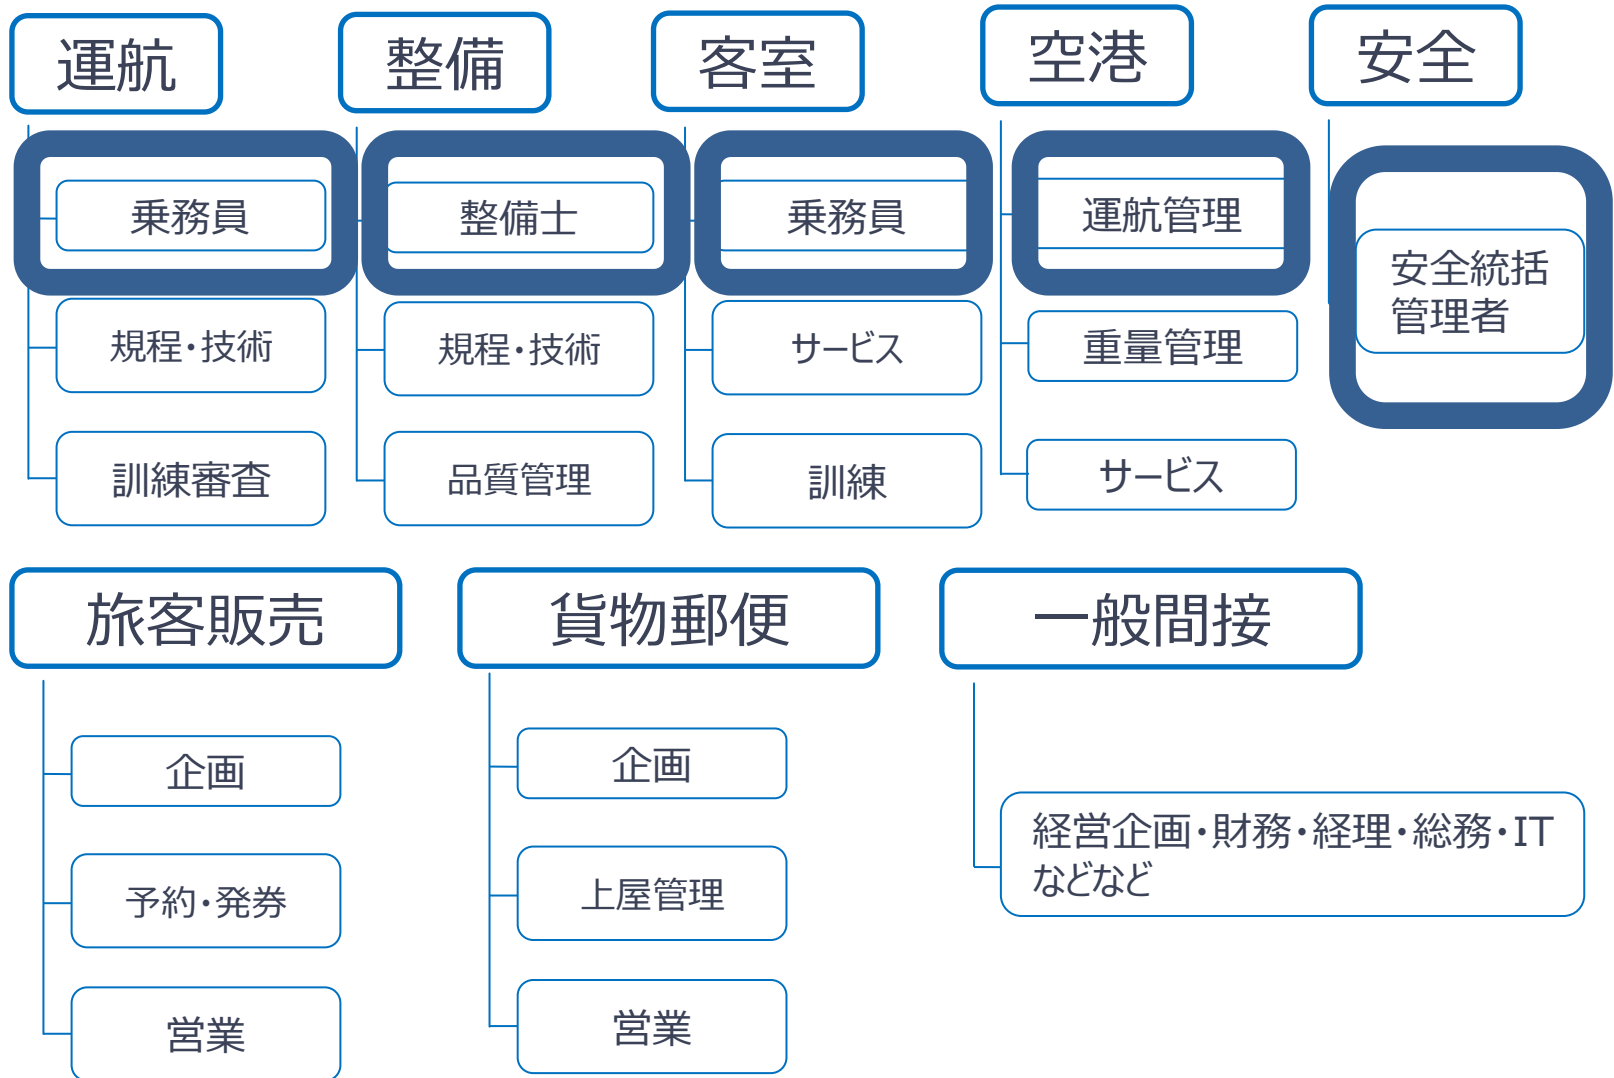 運航
整備
客室
空港
安全
乗務員
整備士
乗務員
運航管理
安全統括
管理者
規程・技術
規程・技術
サービス
重量管理
訓練審査
品質管理
訓練
サービス
旅客販売
貨物郵便
一般間接
企画
企画
経営企画・財務・経理・総務・IT
などなど
予約・発券
上屋管理
営業
営業